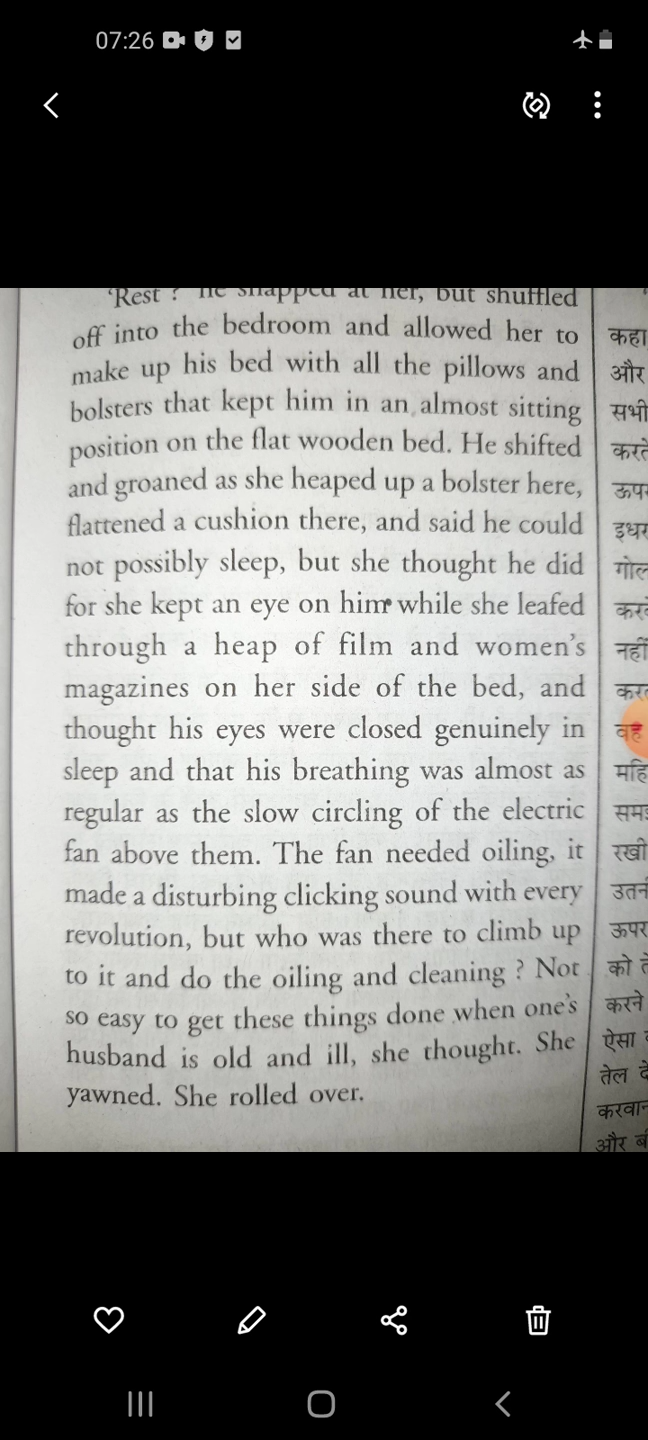 07:26
'Rest ? he snapped at her, but shuffled
off into the bedroom and allowed her to
make up his bed with all the pillows and
bolsters that kept him in an almost sitting
position on the flat wooden bed. He shifted
and groaned as she heaped up a bolster here,
flattened a cushion there, and said he could
not possibly sleep, but she thought he did
for she kept an eye on him while she leafed
through a heap of film and women's
magazines on her side of the bed, and
thought his eyes were closed genuinely in
sleep and that his breathing was almost as
regular as the slow circling of the electric
fan above them. The fan needed oiling, it
made a disturbing clicking sound with every
revolution, but who was there to climb up
to it and do the oiling and cleaning ? Not
so easy to get these things done when one's
husband is old and ill, she thought. She
yawned. She rolled over.
कहा
और
सभी
नहीं
वह
रखी
ऊपर
को
करने
ऐसा
तेल
और